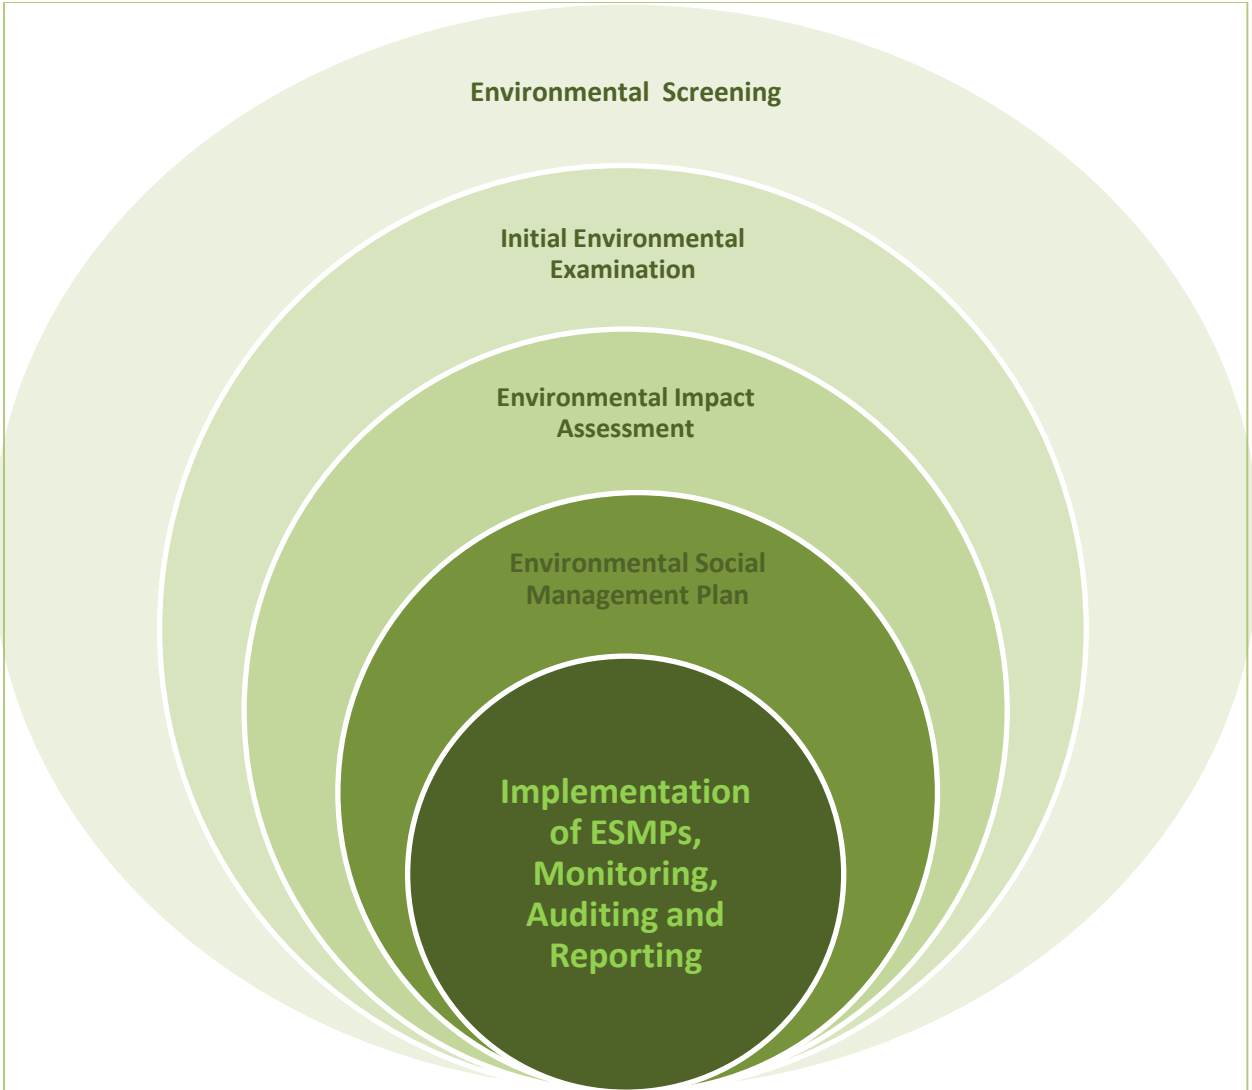 Environmental  Screening
Initial Environmental
Examination
Environmental Impact
Assessment
Environmental Social
Management Plan
Implementation
of ESMPs,
Monitoring,
Auditing and
Reporting